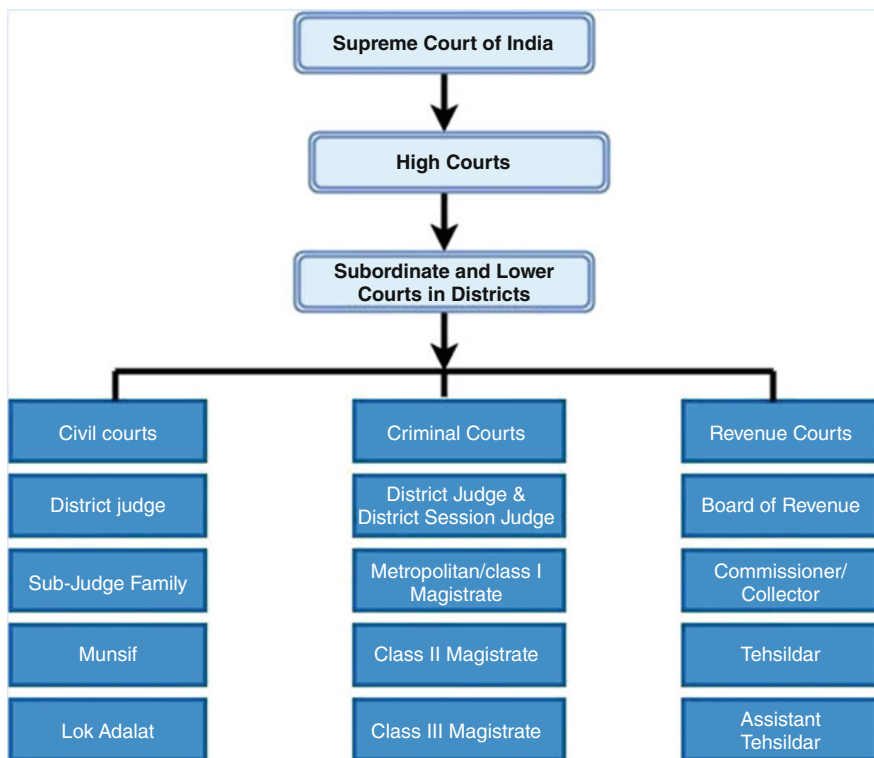 Supreme Court of India
High Courts
Subordinate and Lower
Courts in Districts
Civil courts
Criminal Courts
Revenue Courts
District judge
District Judge &
District Session Judge
Board of Revenue
Sub-Judge Family
Metropolitan/class I
Magistrate
Commissioner/
Collector
Munsif
Class II Magistrate
Tehsildar
Lok Adalat
Class III Magistrate
Assistant
Tehsildar